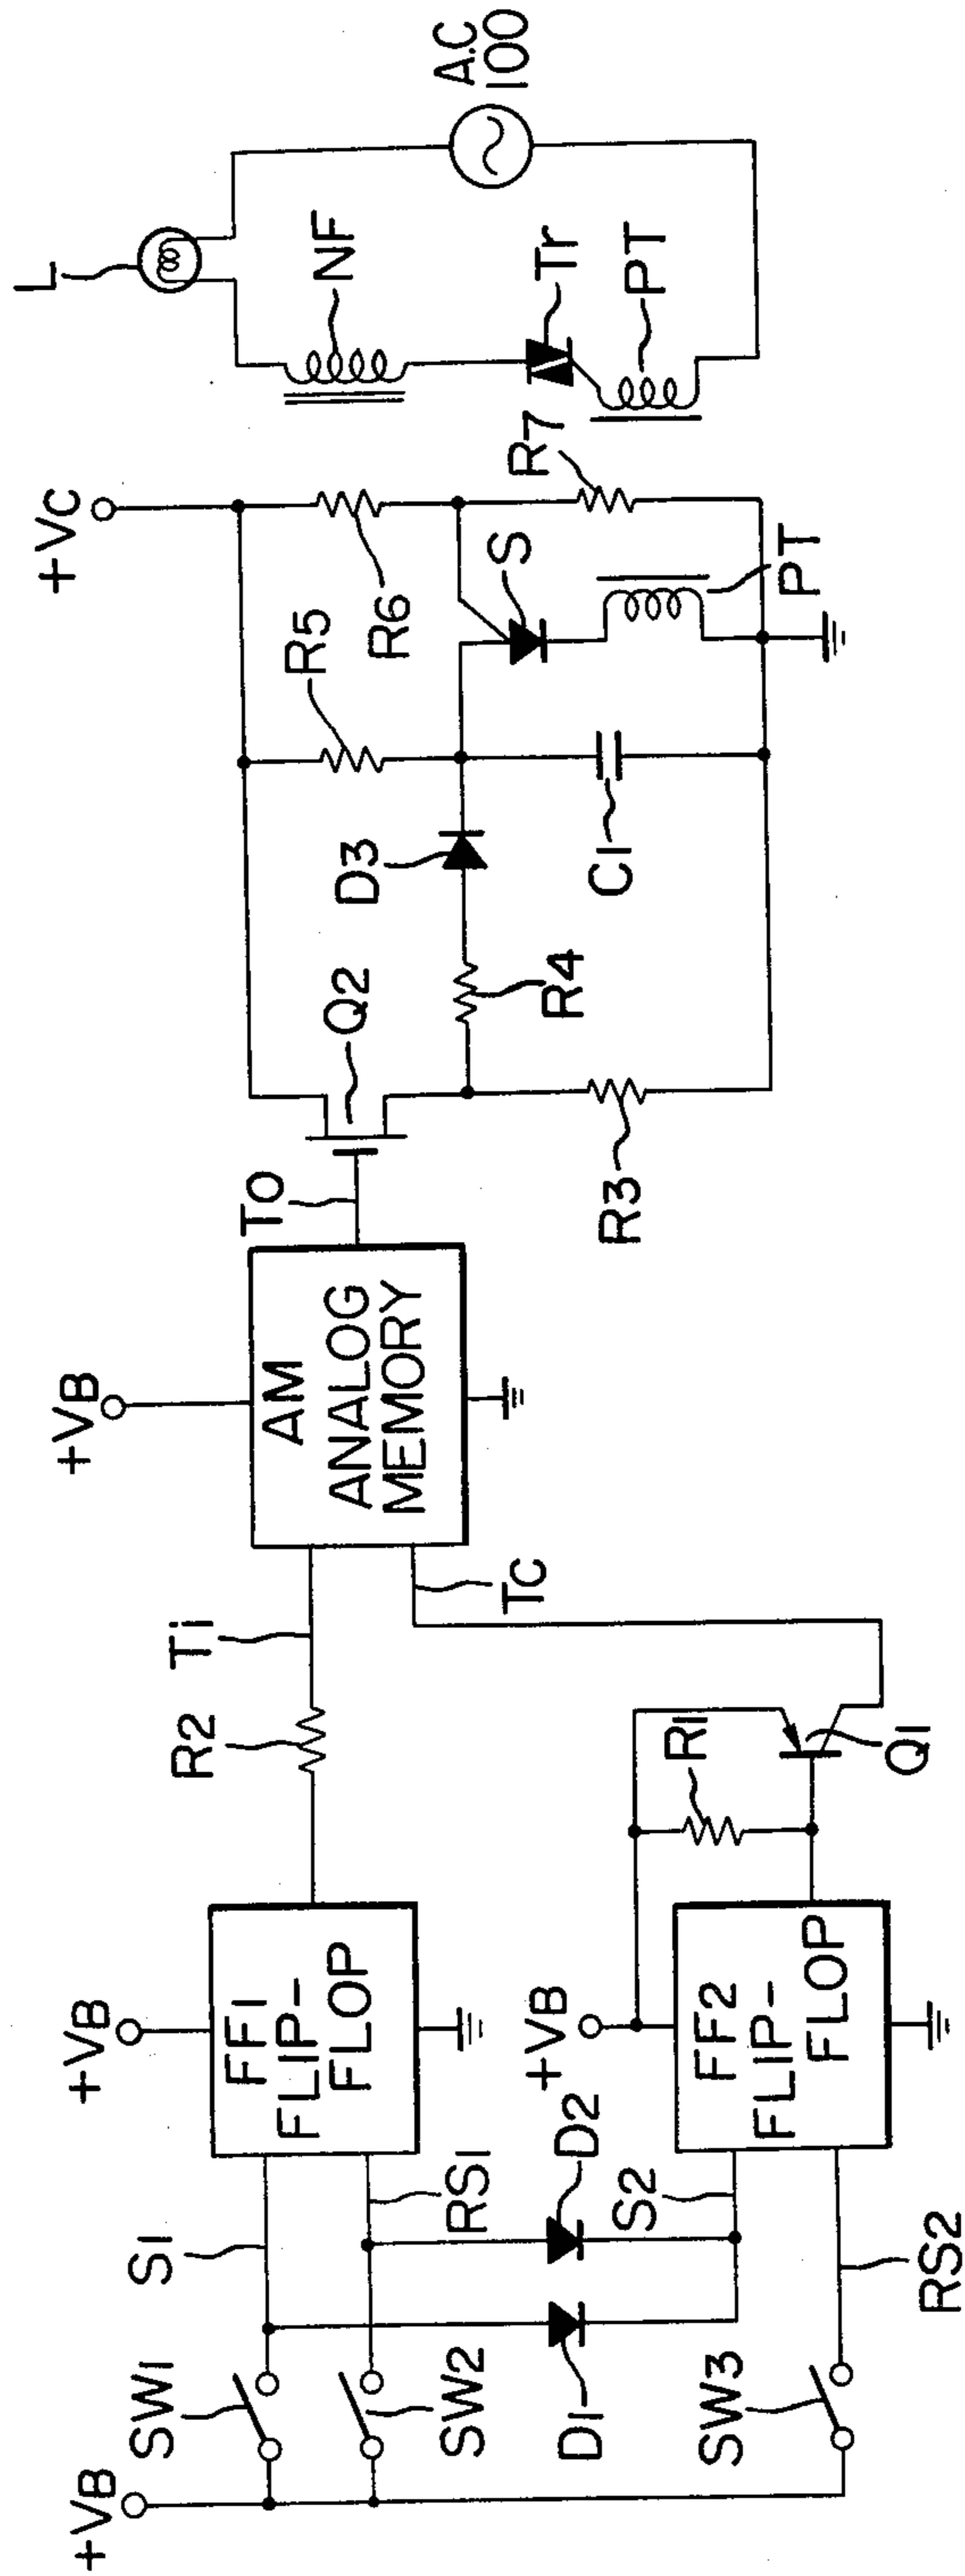 +VB
SW1
S1
FF1
FLIP-
FLOP
+VB
RS1
SW2
D1
D2
S2
SW3
RS2
+VB
FF2
FLIP-
FLOP
R1
Q1
R2
Ti
TC
+VB
AM
ANALOG
MEMORY
TO
Q2
R3
R4
D3
C1
R5
R6
+VC
S
PT
R7
L
NF
Tr
PT
A.C
100